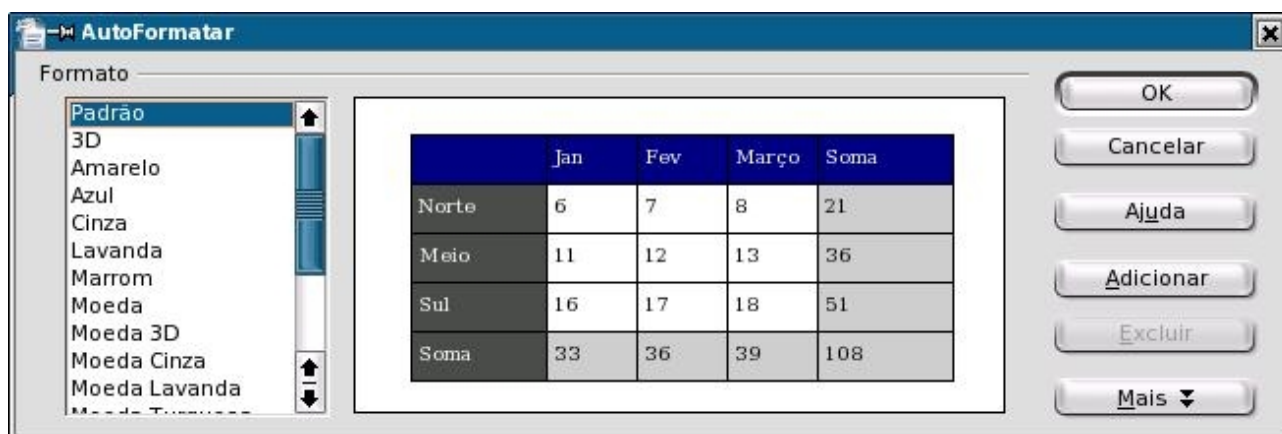 AutoFormatar
Formato
Padrão
3D
Amarelo
Azul
Cinza
Lavanda
Marrom
Moeda
Moeda 3D
Moeda Cinza
Moeda Lavanda
Jan Fev Março Soma
Norte 6 7 8 21
Meio 11 12 13 36
Sul 16 17 18 51
Soma 33 36 39 108
OK
Cancelar
Ajuda
Adicionar
Excluir
Mais